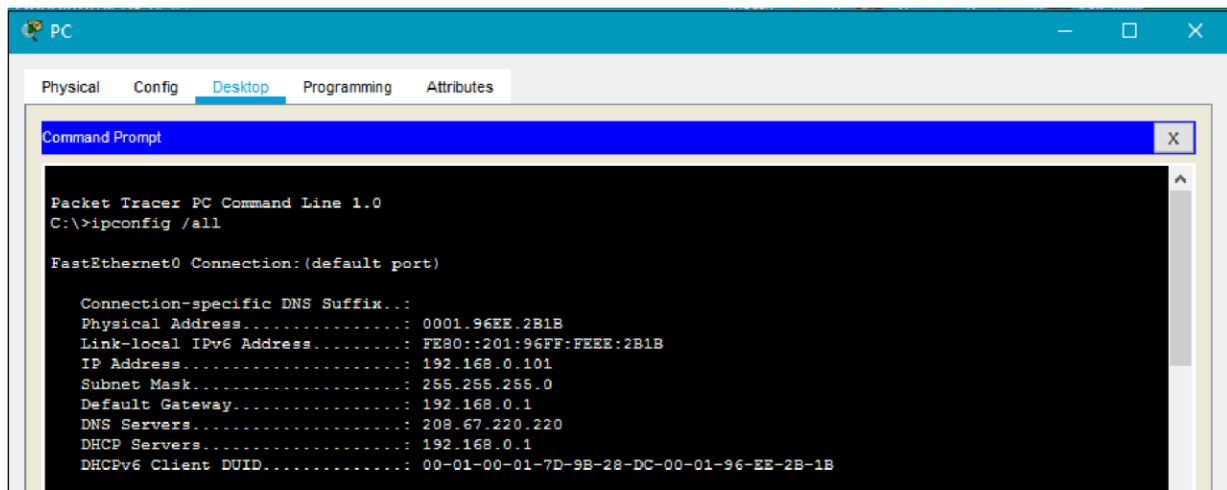 PC
Physical Config Desktop Programming Attributes
Command Prompt
X
Packet Tracer PC Command Line 1.0
C:\>ipconfig /all
FastEthernet0 Connection:(default port)
Connection-specific DNS Suffix..:
Physical Address................: 0001.96EE.2B1B
Link-local IPv6 Address.........: FE80::201:96FF:FEEE:2B1B
IP Address......................: 192.168.0.101
Subnet Mask.....................: 255.255.255.0
Default Gateway.................: 192.168.0.1
DNS Servers.....................: 208.67.220.220
DHCP Servers....................: 192.168.0.1
DHCPv6 Client DUID..............: 00-01-00-01-7D-9B-28-DC-00-01-96-EE-2B-1B